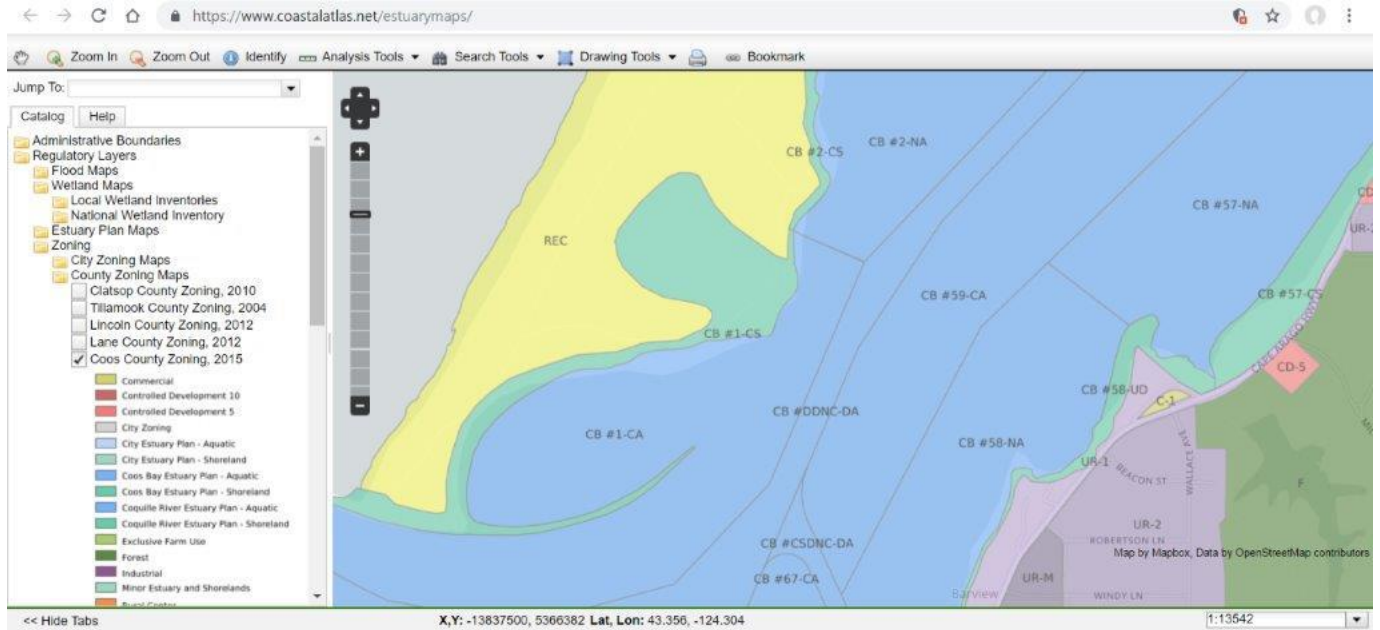 https://www.coastalatlas.net/estuarymaps/
Zoom In Zoom Out Identify Analysis Tools Search Tools Drawing Tools Bookmark
Jump To:
Catalog Help
Administrative Boundaries
Regulatory Layers
Flood Maps
Wetland Maps
Local Wetland Inventories
National Wetland Inventory
Estuary Plan Maps
Zoning
City Zoning Maps
County Zoning Maps
Clatsop County Zoning, 2010
Tillamook County Zoning, 2004
Lincoln County Zoning, 2012
Lane County Zoning, 2012
Coos County Zoning, 2015
Commercial
Controlled Development 10
Controlled Development 5
City Zoning
City Estuary Plan - Aquatic
City Estuary Plan - Shoreland
Coos Bay Estuary Plan - Aquatic
Coos Bay Estuary Plan - Shoreland
Coquille River Estuary Plan - Aquatic
Coquille River Estuary Plan - Shoreland
Exclusive Farm Use
Forest
Industrial
Minor Estuary and Shorelands
Rural Center
CB #2-CS
CB #2-NA
CB #57-NA
CD
UR-2
REC
CB #59-CA
CB #57-CS
CB #1-CS
CAPE ARAGO HWY
CD-5
CB #58-UD
C-1
CB #DDNC-DA
CB #1-CA
CB #58-NA
UR-1
BEACON ST
WALLACE AVE
F
UR-2
ROBERTSON LN
CB #CSDNC-DA
Map by Mapbox, Data by OpenStreetMap contributors
CB #67-CA
UR-M
Barview
WINDY LN
<< Hide Tabs
X,Y: -13837500, 5366382 Lat, Lon: 43.356, -124.304
1:13542